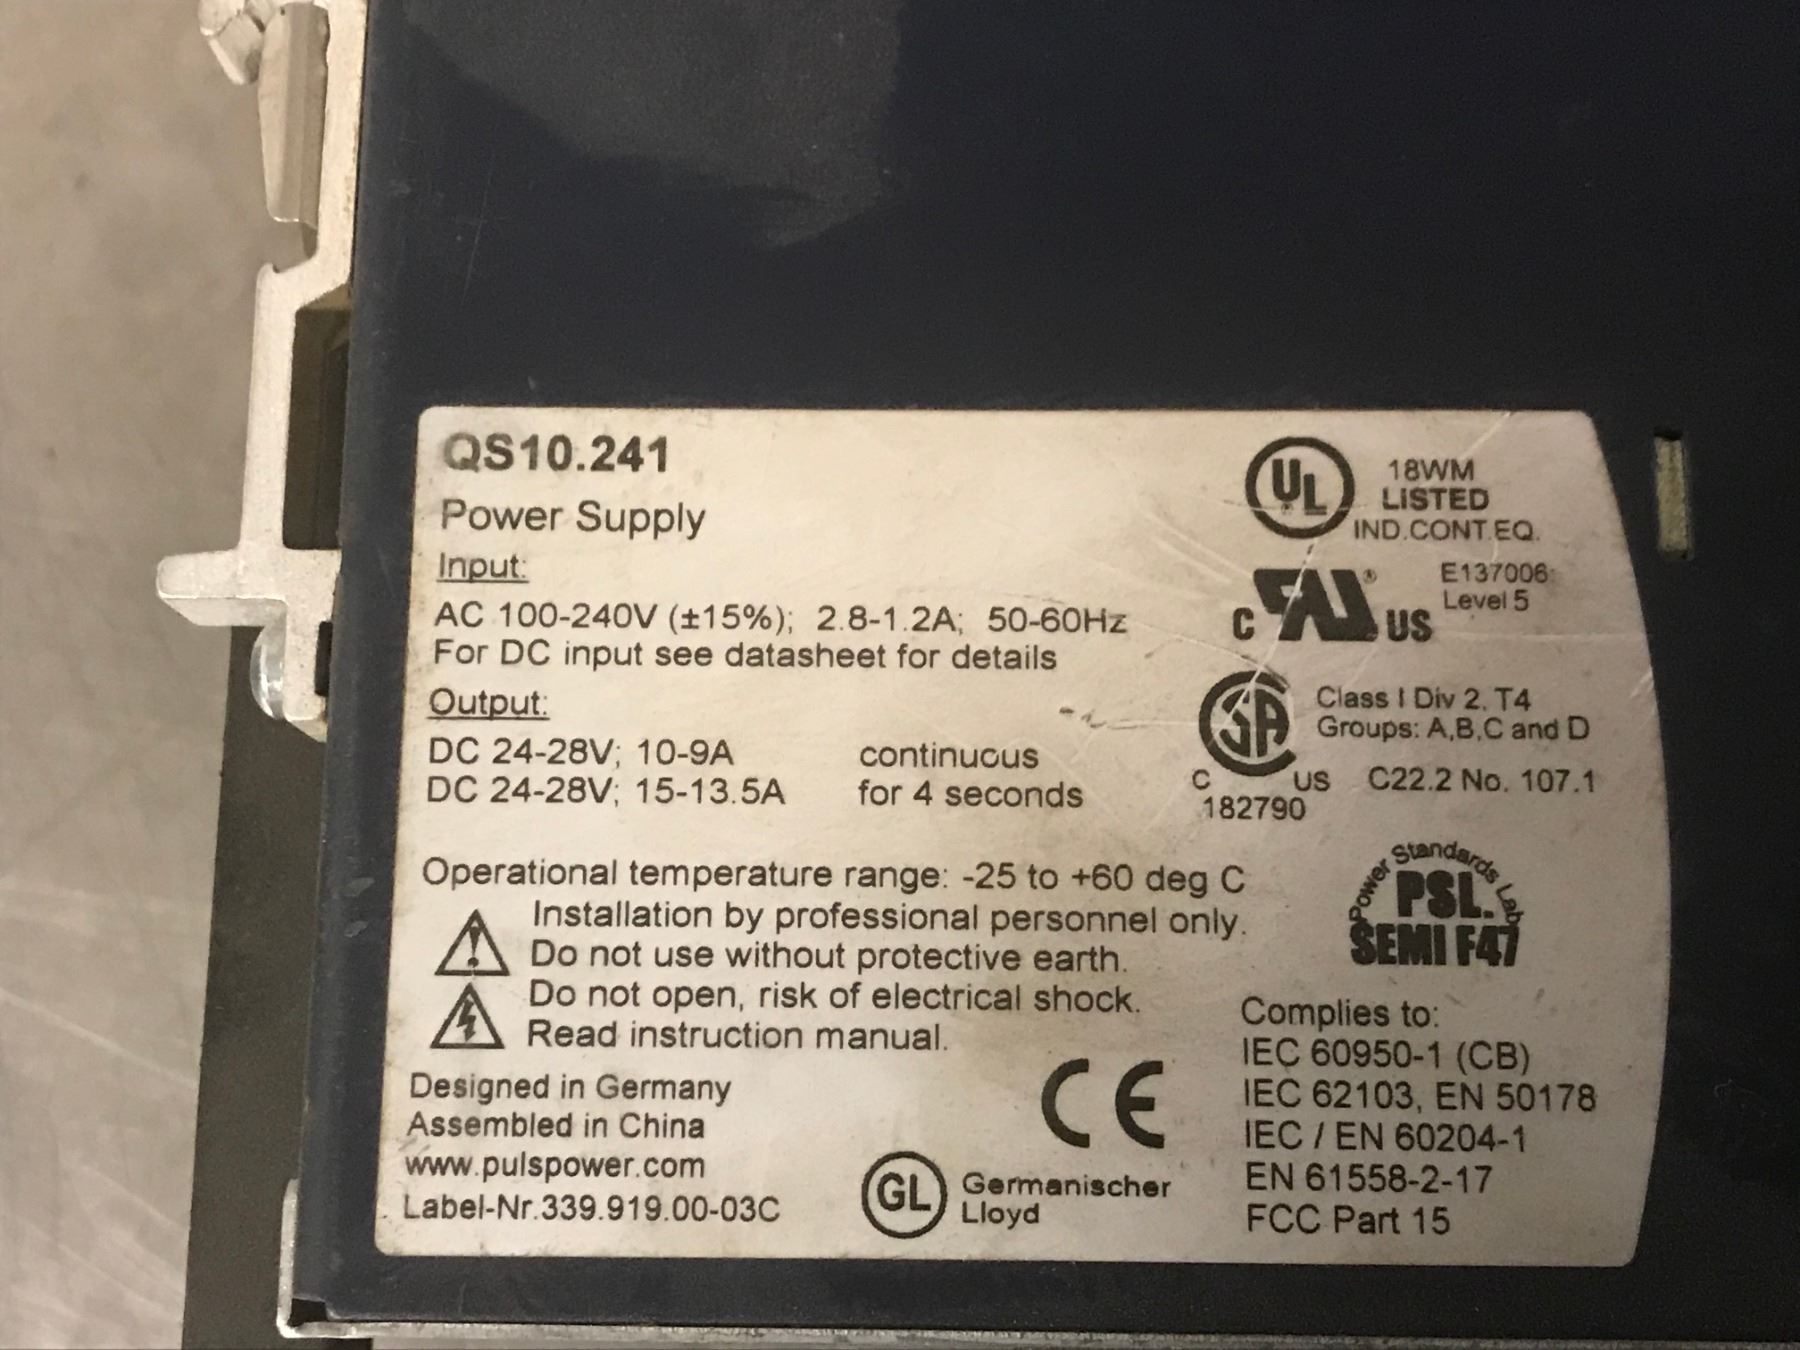 QS10.241
Power Supply
Input:
AC 100-240V (±15%); 2.8-1.2A; 50-60Hz
For DC input see datasheet for details
Output:
DC 24-28V; 10-9A continuous
DC 24-28V; 15-13.5A for 4 seconds
Operational temperature range: -25 to +60 deg C
Installation by professional personnel only.
Do not use without protective earth.
Do not open, risk of electrical shock.
Read instruction manual.
Designed in Germany
Assembled in China
www.pulspower.com
Label-Nr.339.919.00-03C
GL
Germanischer
Lloyd
CE
UL
18WM
LISTED
IND.CONT.EQ.
C UR ® US
E137006
Level 5
SA
C US
182790
Class I Div 2, T4
Groups: A,B,C and D
C22.2 No. 107.1
Power Standards Lab
PSL.
SEMI F47
Complies to:
IEC 60950-1 (CB)
IEC 62103, EN 50178
IEC / EN 60204-1
EN 61558-2-17
FCC Part 15